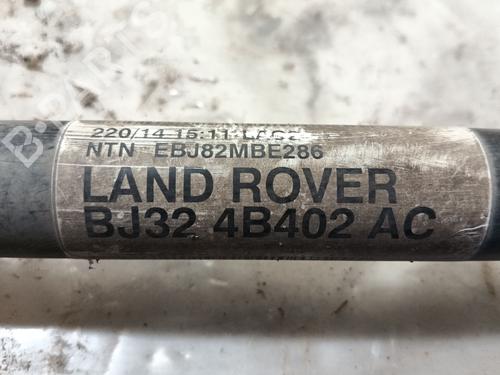 220/14 15:11
NTN EBJ82MBE286
LAND ROVER
BJ32 4B402 AC